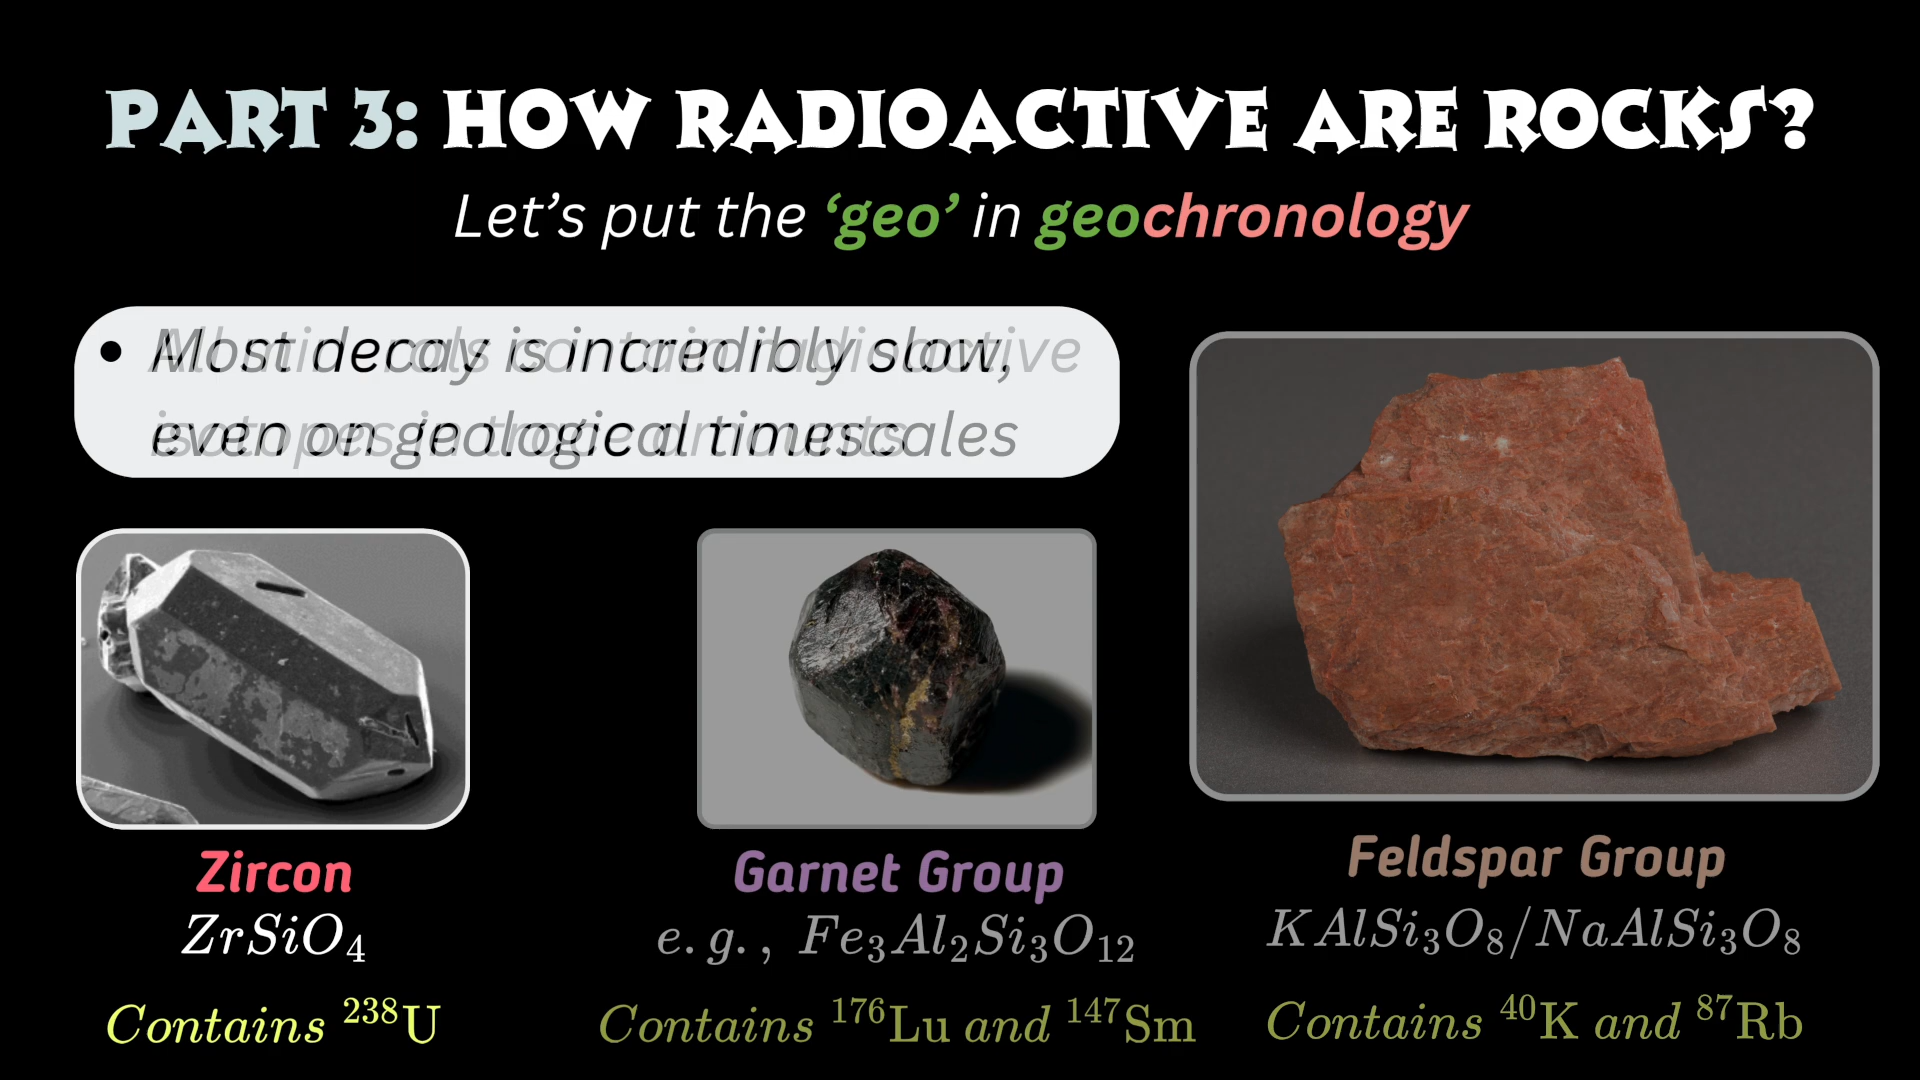 PART 3: HOW RADIOACTIVE ARE ROCKS?
Let's put the 'geo' in geochronology
• Most decay is incredibly slow,
even on geological timescales
Zircon
ZrSiO₄
Contains ²³⁸U
Garnet Group
e.g., Fe₃Al₂Si₃O₁₂
Contains ¹⁷⁶Lu and ¹⁴⁷Sm
Feldspar Group
KAlSi₃O₈/NaAlSi₃O₈
Contains ⁴⁰K and ⁸⁷Rb